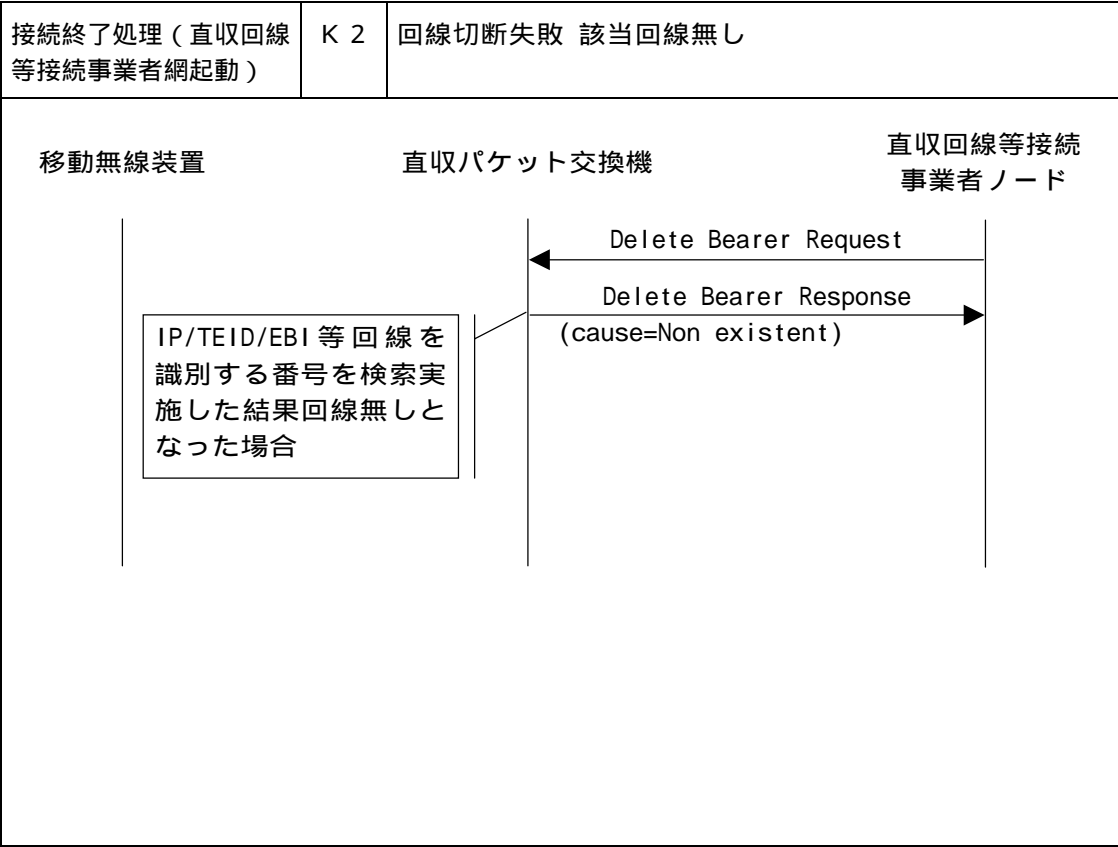 接続終了処理(直収回線
等接続事業者網起動)
K2
回線切断失敗 該当回線無し
移動無線装置
直収パケット交換機
直収回線等接続
事業者ノード
Delete Bearer Request
Delete Bearer Response
(cause=Non existent)
IP/TEID/EBI等回線を
識別する番号を検索実
施した結果回線無しと
なった場合